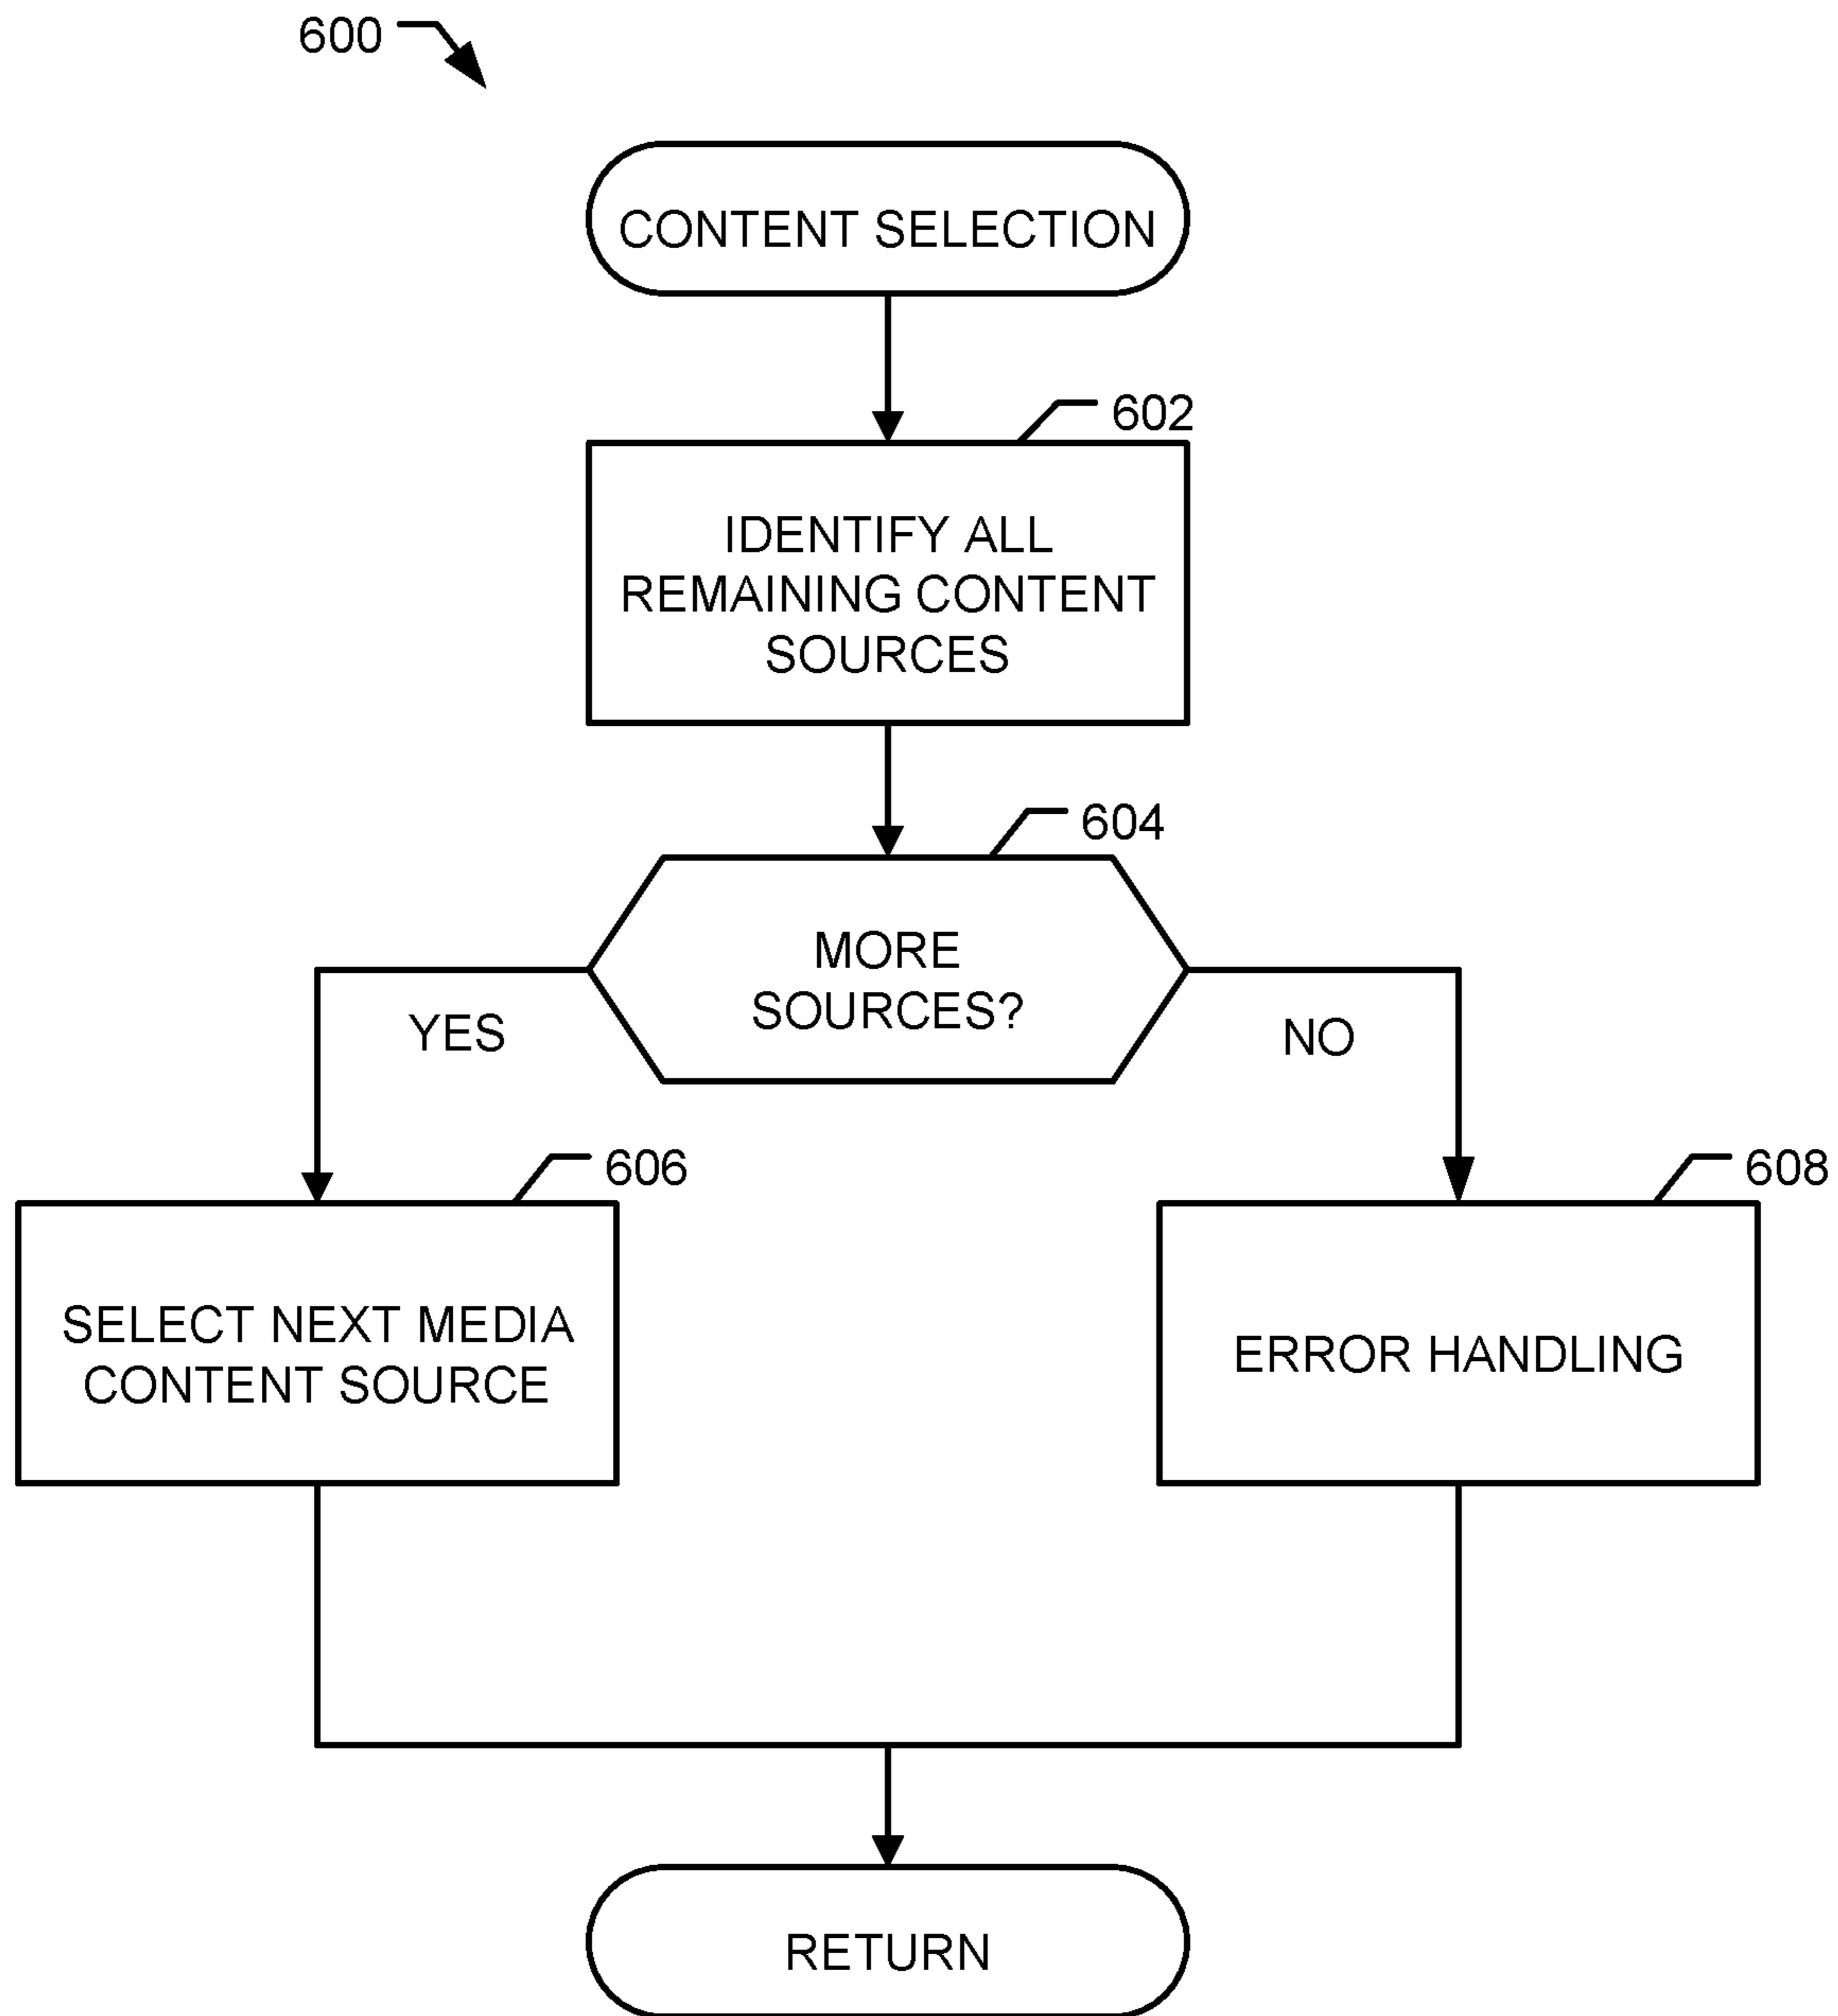 600
CONTENT SELECTION
602
IDENTIFY ALL
REMAINING CONTENT
SOURCES
604
MORE
SOURCES?
YES
NO
606
608
SELECT NEXT MEDIA
CONTENT SOURCE
ERROR HANDLING
RETURN